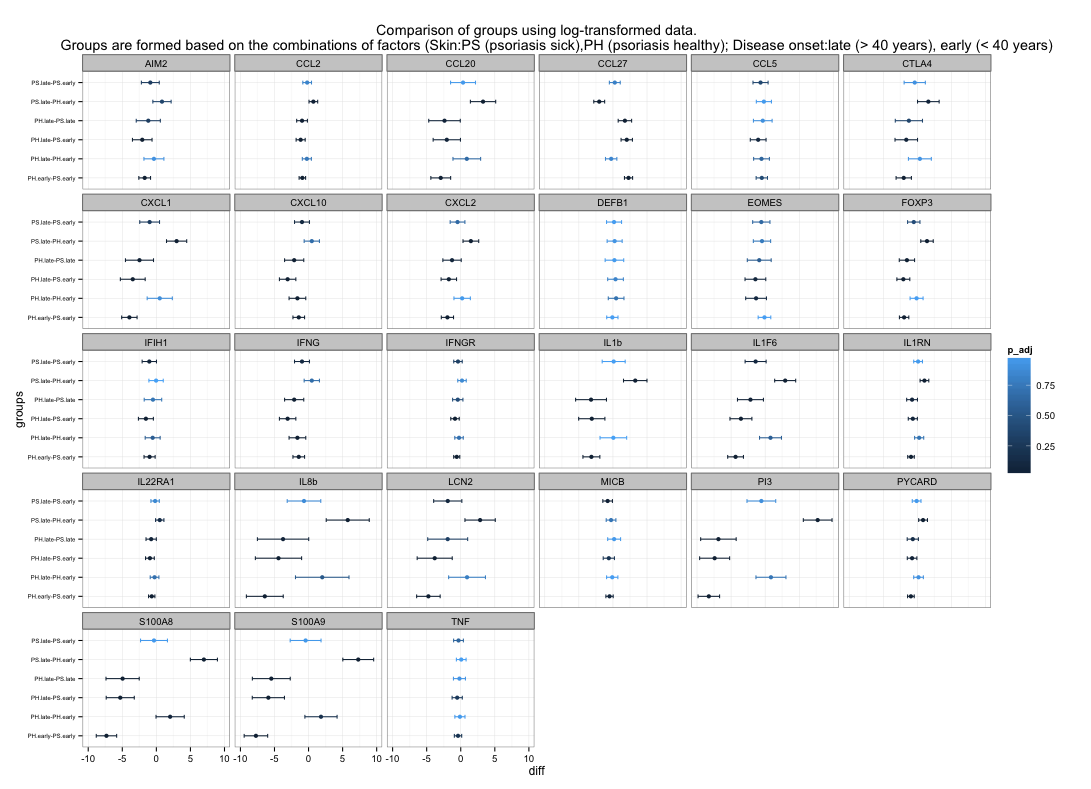 Comparison of groups using log-transformed data.
Groups are formed based on the combinations of factors (Skin:PS (psoriasis sick),PH (psoriasis healthy); Disease onset:late (> 40 years), early (< 40 years)
AIM2 CCL2 CCL20 CCL27 CCL5 CTLA4
PS.late-PS.early
PS.late-PH.early
PH.late-PS.late
PH.late-PS.early
PH.late-PH.early
PH.early-PS.early
CXCL1 CXCL10 CXCL2 DEFB1 EOMES FOXP3
PS.late-PS.early
PS.late-PH.early
PH.late-PS.late
PH.late-PS.early
PH.late-PH.early
PH.early-PS.early
IFIH1 IFNG IFNGR IL1b IL1F6 IL1RN
PS.late-PS.early
PS.late-PH.early
PH.late-PS.late
PH.late-PS.early
PH.late-PH.early
PH.early-PS.early
IL22RA1 IL8b LCN2 MICB PI3 PYCARD
PS.late-PS.early
PS.late-PH.early
PH.late-PS.late
PH.late-PS.early
PH.late-PH.early
PH.early-PS.early
S100A8 S100A9 TNF
PS.late-PS.early
PS.late-PH.early
PH.late-PS.late
PH.late-PS.early
PH.late-PH.early
PH.early-PS.early
-10 -5 0 5 10 -10 -5 0 5 10 -10 -5 0 5 10
diff
groups
p_adj
0.75
0.50
0.25